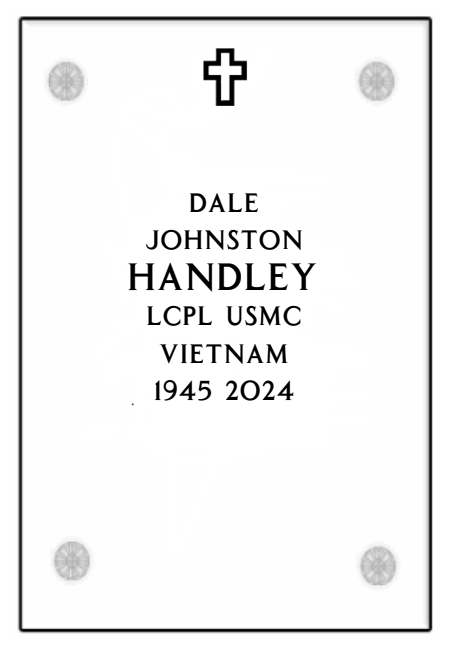 DALE
JOHNSTON
HANDLEY
LCPL USMC
VIETNAM
1945 2024